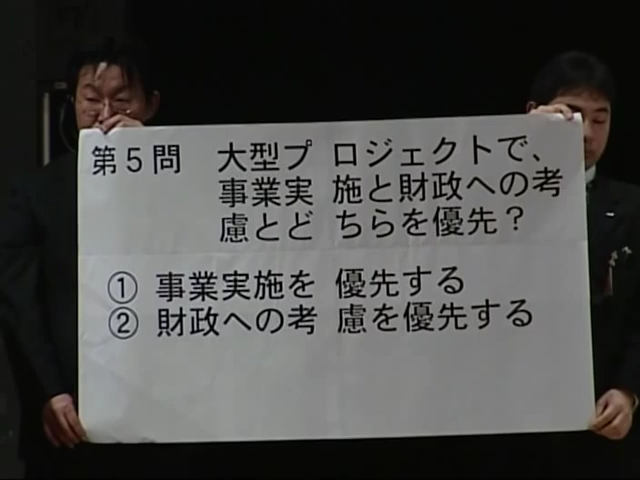 第5問 大型プロジェクトで、
事業実施と財政への考
慮とどちらを優先?
① 事業実施を優先する
② 財政への考慮を優先する